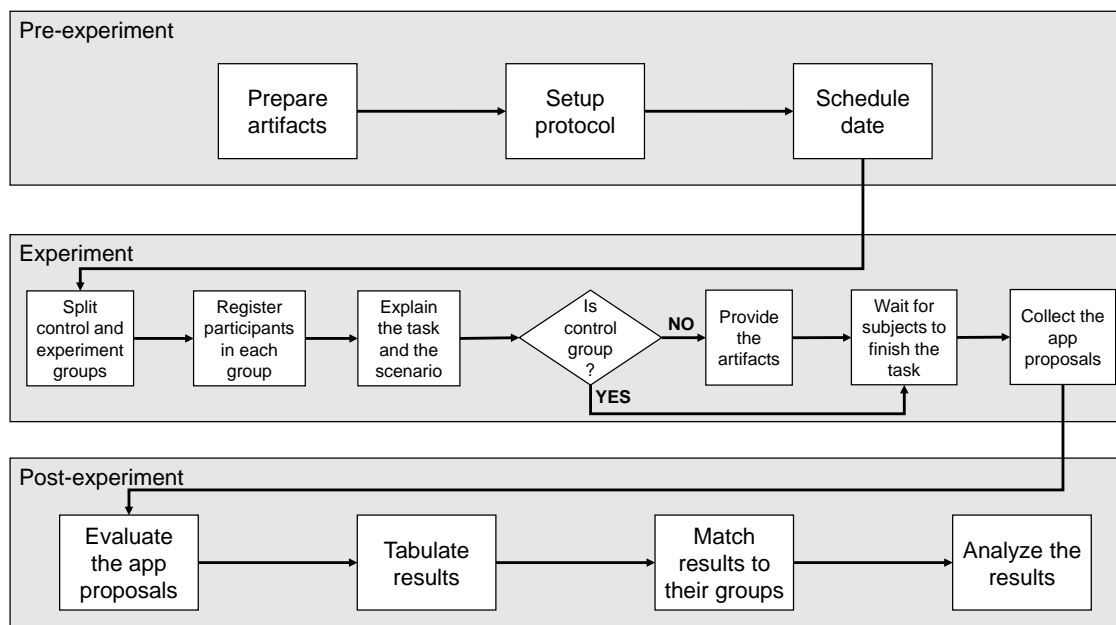 Pre-experiment
Prepare
artifacts
Setup
protocol
Schedule
date
Experiment
Split
control and
experiment
groups
Register
participants
in each
group
Explain
the task
and the
scenario
Is
control
group
?
NO
YES
Provide
the
artifacts
Wait for
subjects to
finish the
task
Collect the
app
proposals
Post-experiment
Evaluate
the app
proposals
Tabulate
results
Match
results to
their groups
Analyze the
results